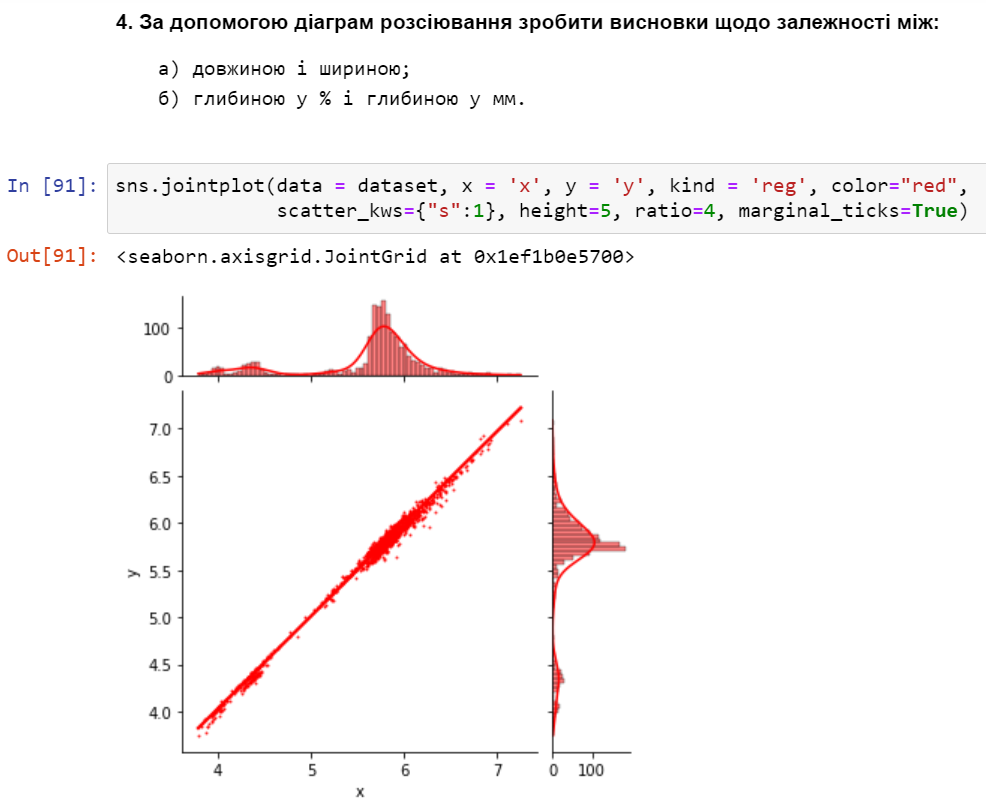 4. За допомогою діаграм розсіювання зробити висновки щодо залежності між:
а) довжиною і шириною;
б) глибиною у % і глибиною у мм.
In [91]: sns.jointplot(data = dataset, x = 'x', y = 'y', kind = 'reg', color="red",
scatter_kws={"s":1}, height=5, ratio=4, marginal_ticks=True)
Out[91]: <seaborn.axisgrid.JointGrid at 0x1ef1b0e5700>
100
0
7.0
6.5
6.0
5.5
5.0
4.5
4.0
y
4 5 6 7
x
0 100